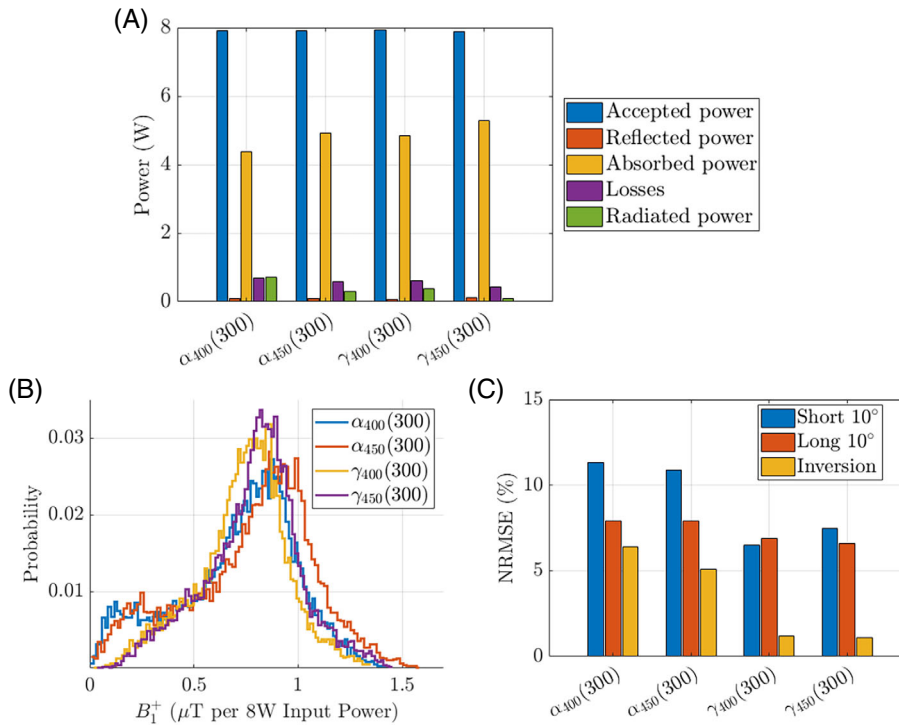 (A)
8
6
4
2
0
Power (W)
α400(300)
α450(300)
γ400(300)
γ450(300)
Accepted power
Reflected power
Absorbed power
Losses
Radiated power
(B)
0.03
0.02
0.01
Probability
0
0.5
1
1.5
B1+ (μT per 8W Input Power)
α400(300)
α450(300)
γ400(300)
γ450(300)
(C)
15
10
5
0
NRMSE (%)
Short 10°
Long 10°
Inversion
α400(300)
α450(300)
γ400(300)
γ450(300)